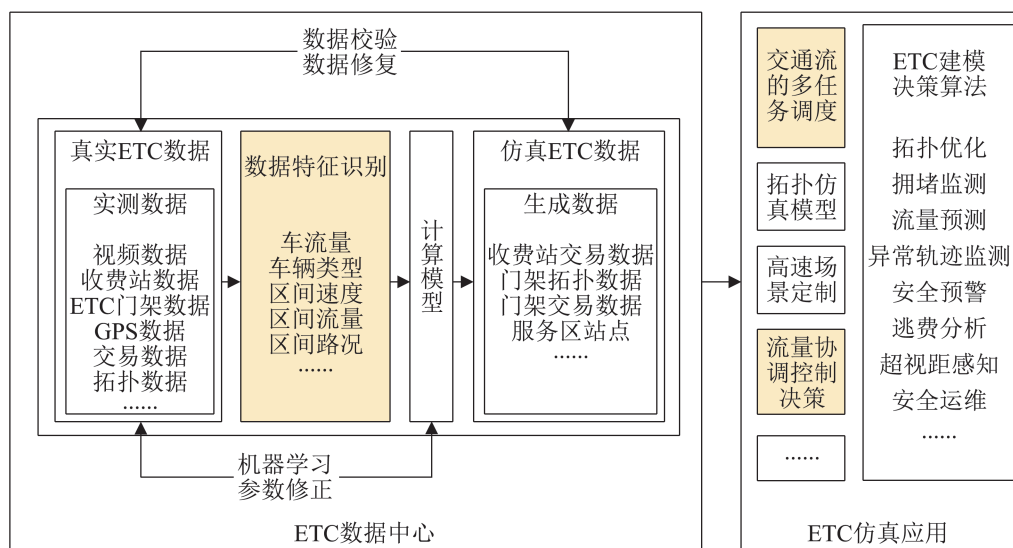 数据校验
数据修复
真实ETC数据
实测数据
视频数据
收费站数据
ETC门架数据
GPS数据
交易数据
拓扑数据
……
数据特征识别
车流量
车辆类型
区间速度
区间流量
区间路况
……
计算模型
仿真ETC数据
生成数据
收费站交易数据
门架拓扑数据
门架交易数据
服务区站点
……
机器学习
参数修正
ETC数据中心
交通流
的多任
务调度
拓扑仿
真模型
高速场
景定制
流量协
调控制
决策
……
ETC建模
决策算法
拓扑优化
拥堵监测
流量预测
异常轨迹监测
安全预警
逃费分析
超视距感知
安全运维
……
ETC仿真应用